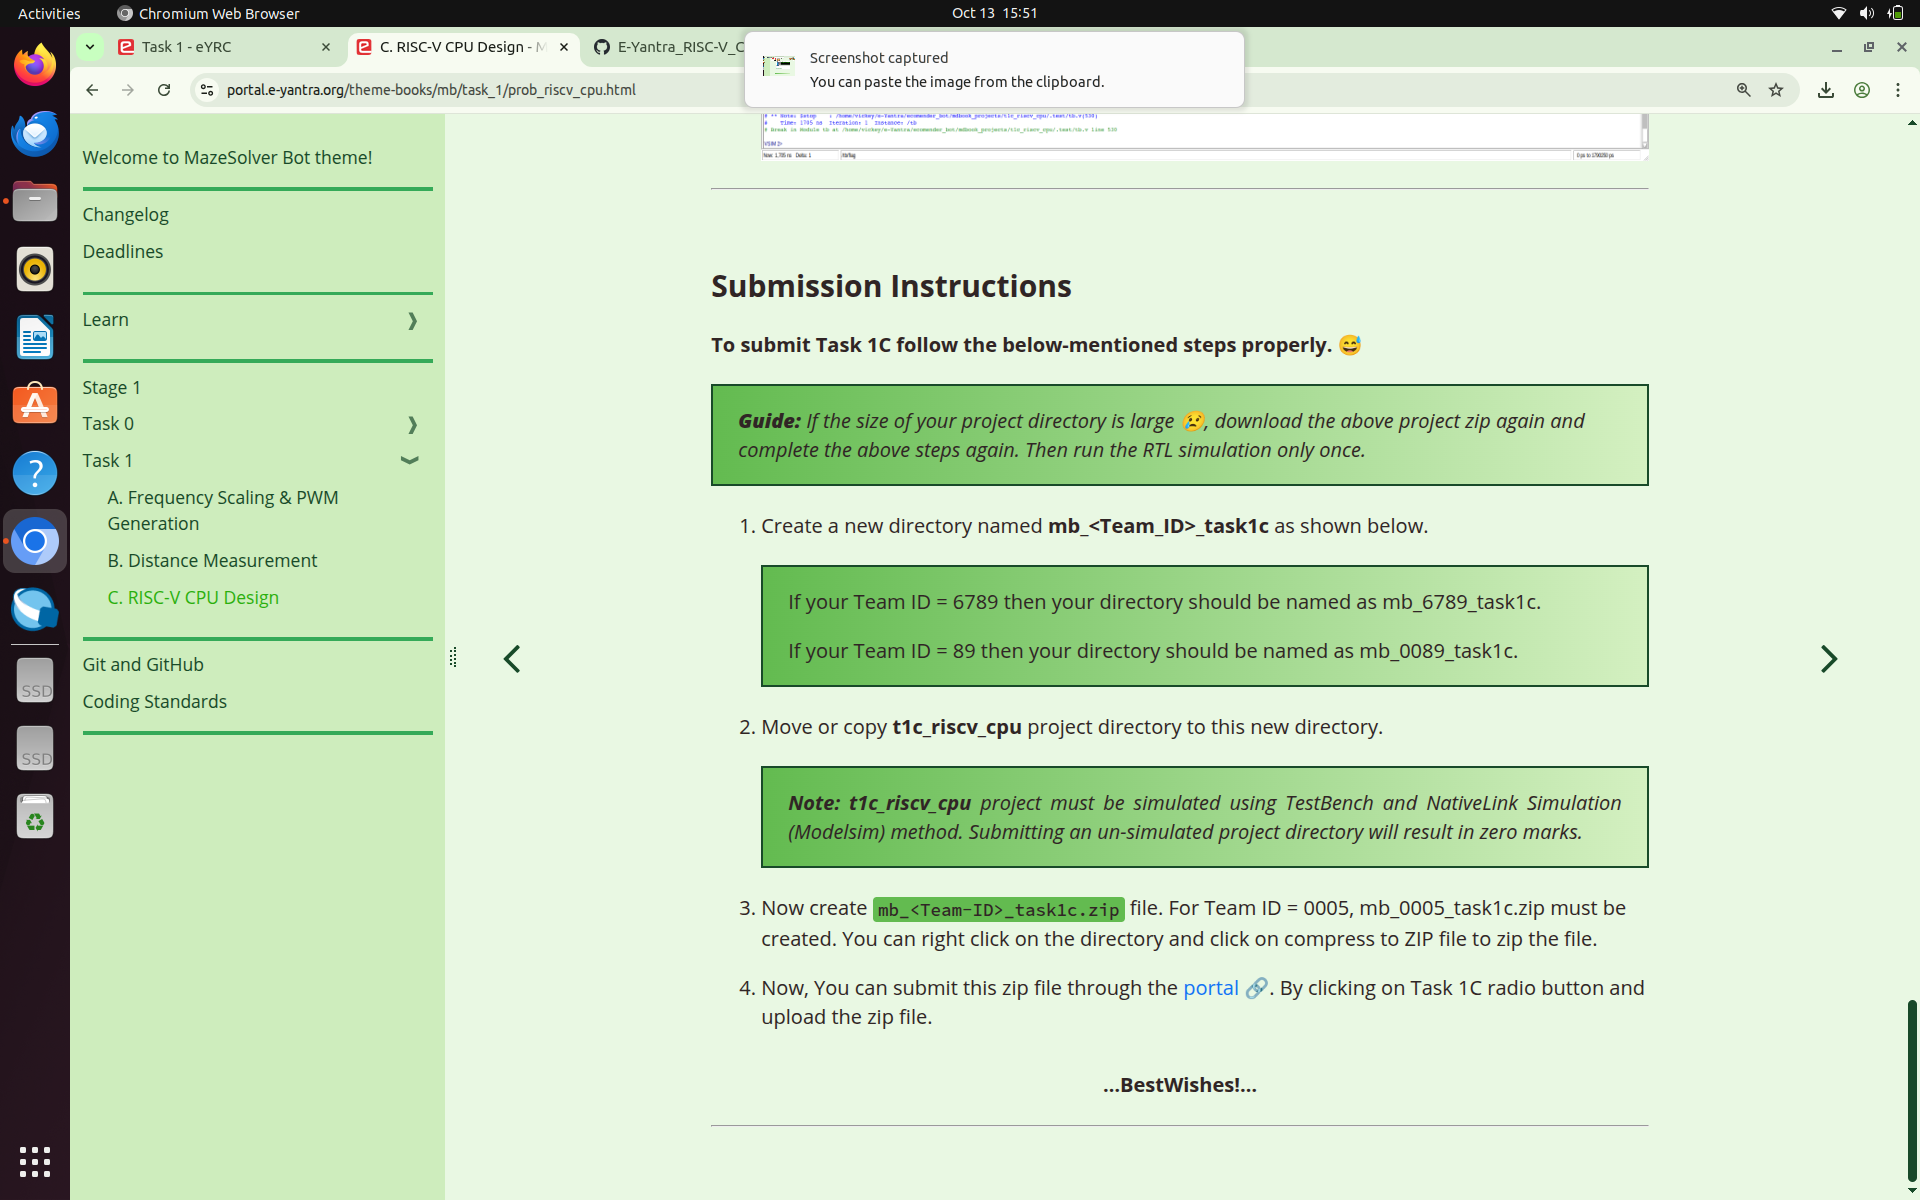 Activities
Chromium Web Browser
Oct 13 15:51
Task 1 - eYRC
C. RISC-V CPU Design - M
E-Yantra_RISC-V_C
Screenshot captured
You can paste the image from the clipboard.
portal.e-yantra.org/theme-books/mb/task_1/prob_riscv_cpu.html
Welcome to MazeSolver Bot theme!
Changelog
Deadlines
Learn
Stage 1
Task 0
Task 1
A. Frequency Scaling & PWM
Generation
B. Distance Measurement
C. RISC-V CPU Design
Git and GitHub
Coding Standards
SSD
SSD
Submission Instructions
To submit Task 1C follow the below-mentioned steps properly. 😅
Guide: If the size of your project directory is large 😢, download the above project zip again and
complete the above steps again. Then run the RTL simulation only once.
1. Create a new directory named mb_<Team_ID>_task1c as shown below.
If your Team ID = 6789 then your directory should be named as mb_6789_task1c.
If your Team ID = 89 then your directory should be named as mb_0089_task1c.
2. Move or copy t1c_riscv_cpu project directory to this new directory.
Note: t1c_riscv_cpu project must be simulated using TestBench and NativeLink Simulation
(Modelsim) method. Submitting an un-simulated project directory will result in zero marks.
3. Now create mb_<Team-ID>_task1c.zip file. For Team ID = 0005, mb_0005_task1c.zip must be
created. You can right click on the directory and click on compress to ZIP file to zip the file.
4. Now, You can submit this zip file through the portal 🔗. By clicking on Task 1C radio button and
upload the zip file.
...BestWishes!...